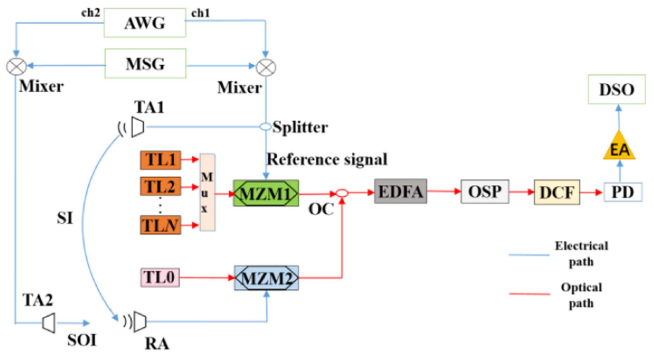 ch2
AWG
ch1
MSG
Mixer
Mixer
DSO
TA1
Splitter
EA
Reference signal
TL1
TL2
TLN
Mux
MZM1
OC
EDFA
OSP
DCF
PD
SI
TL0
MZM2
Electrical
path
Optical
path
TA2
SOI
RA